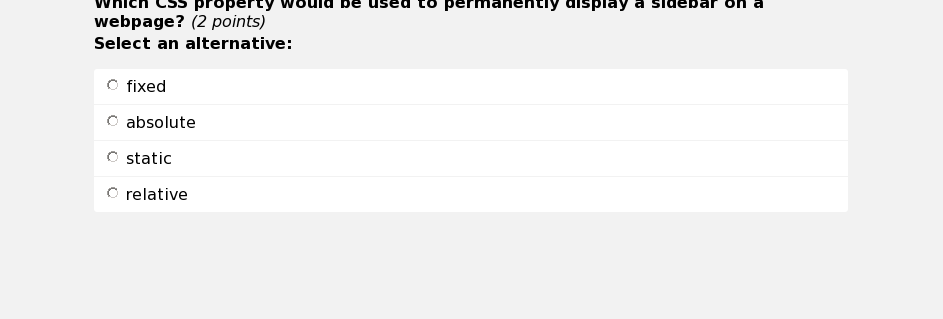 Which CSS property would be used to permanently display a sidebar on a
webpage? (2 points)
Select an alternative:
fixed
absolute
static
relative